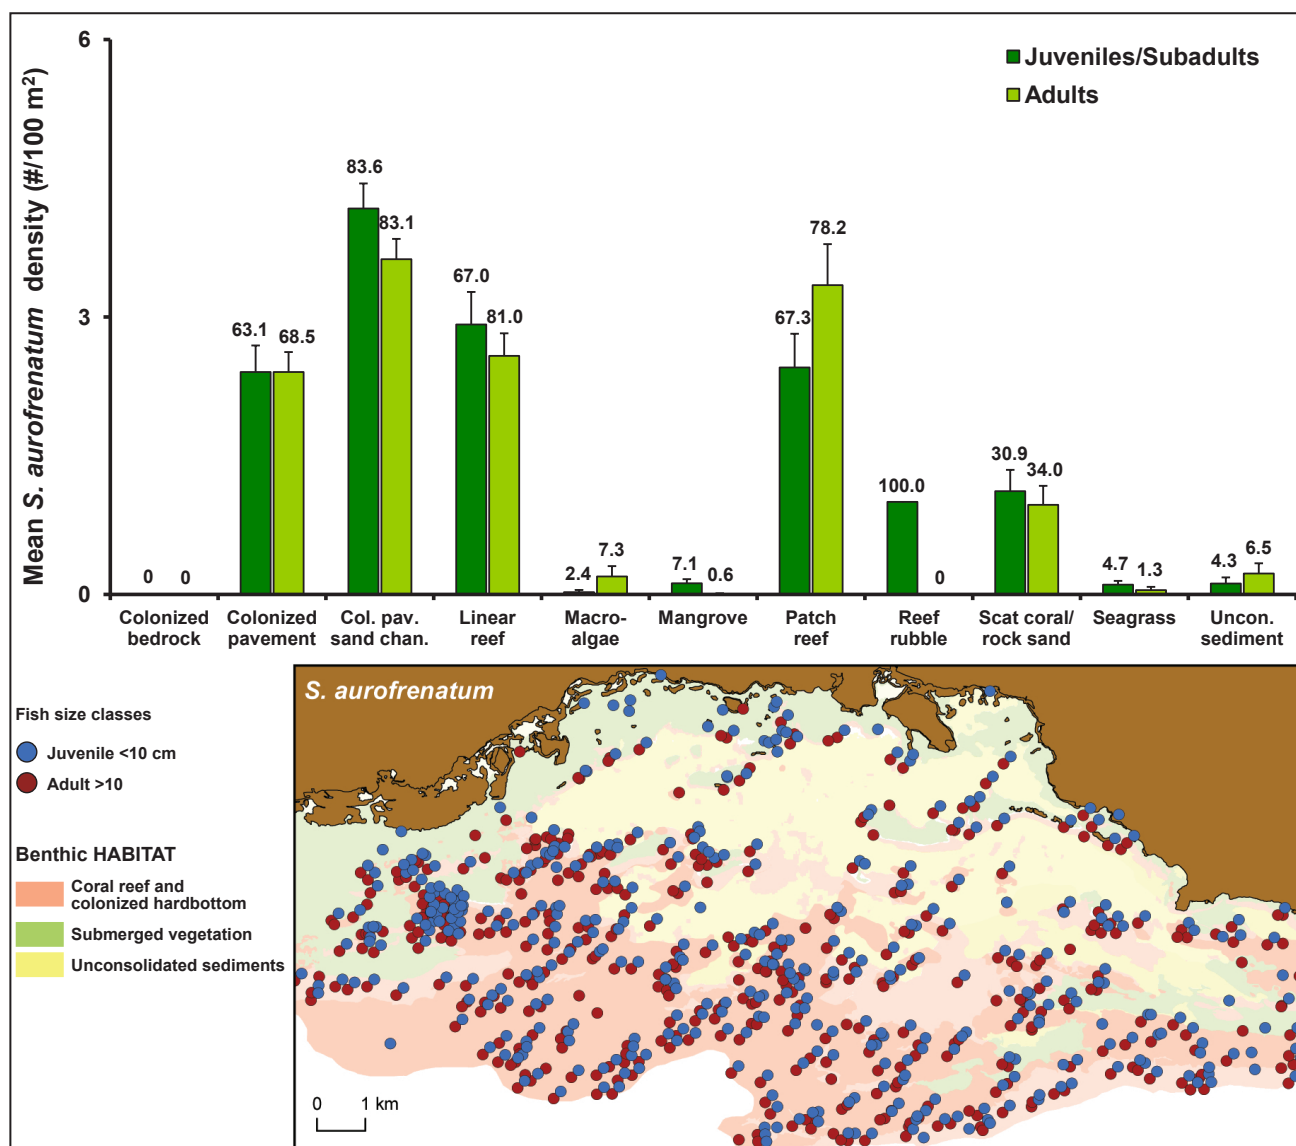 6
Juveniles/Subadults
Adults
Mean S. aurofrenatum density (#/100 m²)
83.6
83.1
78.2
67.0
81.0
67.3
63.1
68.5
3
100.0
30.9
34.0
2.4
7.3
7.1
0.6
0
4.7
1.3
4.3
6.5
0
0
0
Colonized
bedrock
Colonized
pavement
Col. pav.
sand chan.
Linear
reef
Macro-
algae
Mangrove
Patch
reef
Reef
rubble
Scat coral/
rock sand
Seagrass
Uncon.
sediment
S. aurofrenatum
Fish size classes
Juvenile <10 cm
Adult >10
Benthic HABITAT
Coral reef and
colonized hardbottom
Submerged vegetation
Unconsolidated sediments
0 1 km